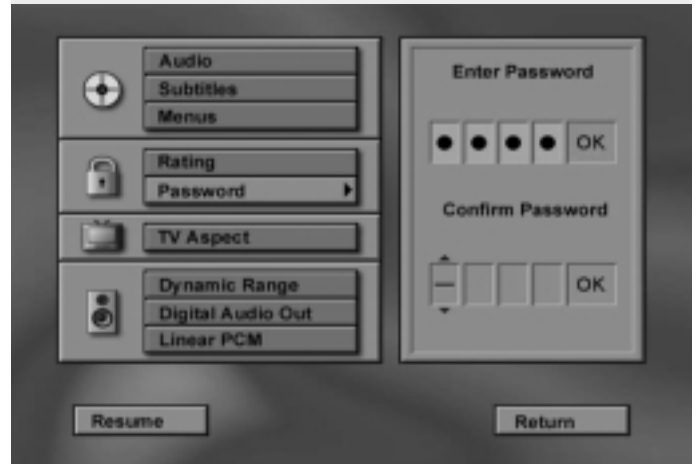 Audio
Subtitles
Menus
Rating
Password
TV Aspect
Dynamic Range
Digital Audio Out
Linear PCM
Enter Password
OK
Confirm Password
OK
Resume
Return